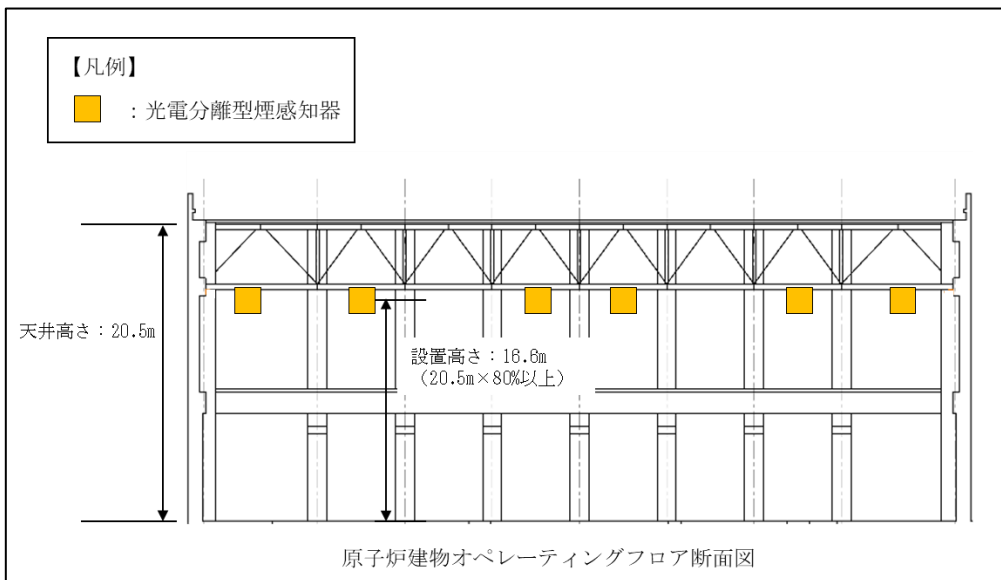 【凡例】
：光電分離型煙感知器
天井高さ：20.5m
設置高さ：16.6m
（20.5m×80%以上）
原子炉建物オペレーティングフロア断面図